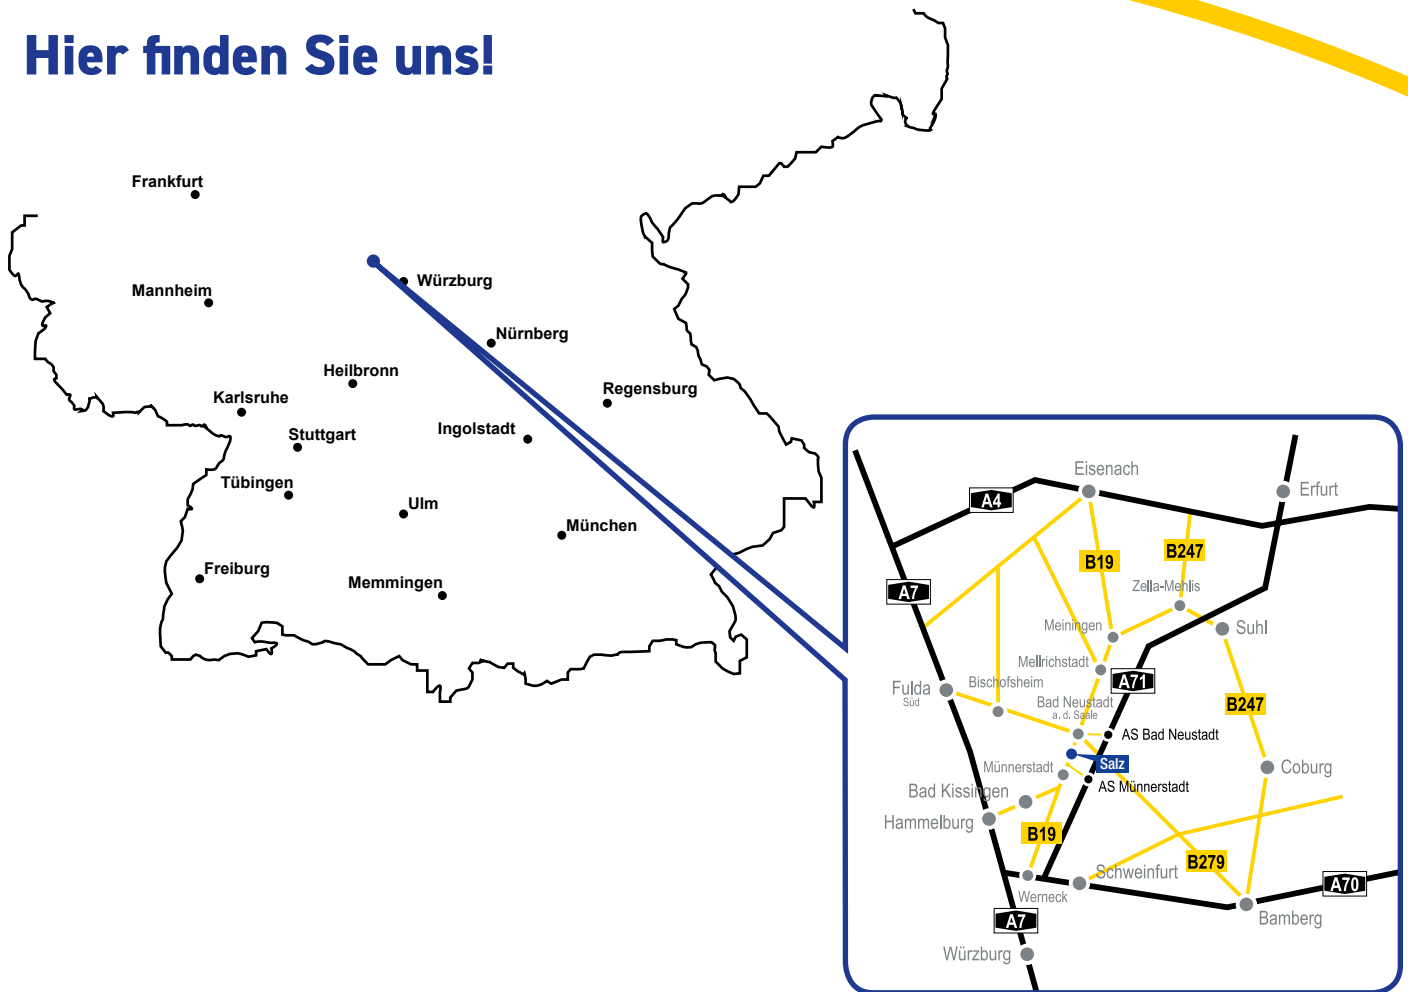 Hier finden Sie uns!
Frankfurt
Würzburg
Mannheim
Nürnberg
Heilbronn
Karlsruhe
Regensburg
Stuttgart
Ingolstadt
Tübingen
Ulm
München
Freiburg
Memmingen
Eisenach
A4
Erfurt
B19
B247
A7
Zella-Mehlis
Meiningen
Suhl
Mellrichstadt
A71
Fulda
Süd
Bischofsheim
Bad Neustadt
a. d. Saale
B247
AS Bad Neustadt
Salz
Münnerstadt
AS Münnerstadt
Coburg
Bad Kissingen
Hammelburg
B19
B279
Schweinfurt
A70
Werneck
A7
Bamberg
Würzburg